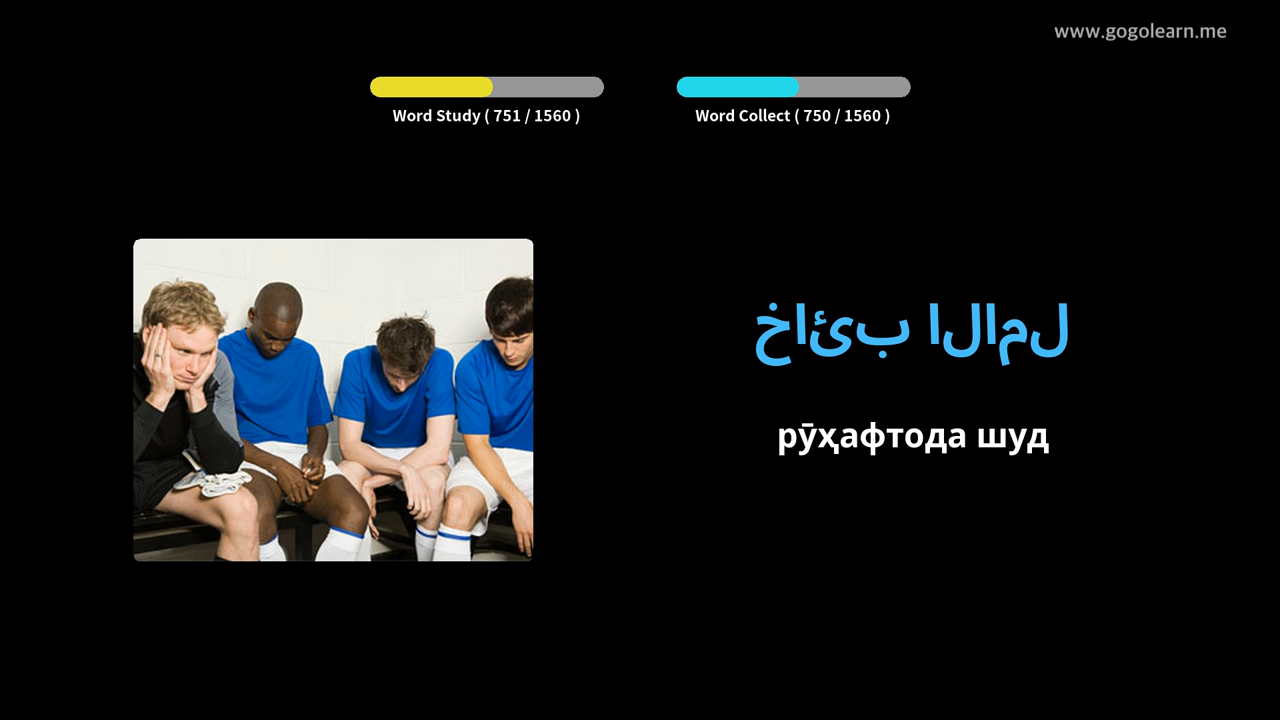 www.gogolearn.me
Word Study ( 751 / 1560 )
Word Collect ( 750 / 1560 )
خائب الامل
рӯҳафтода шуд